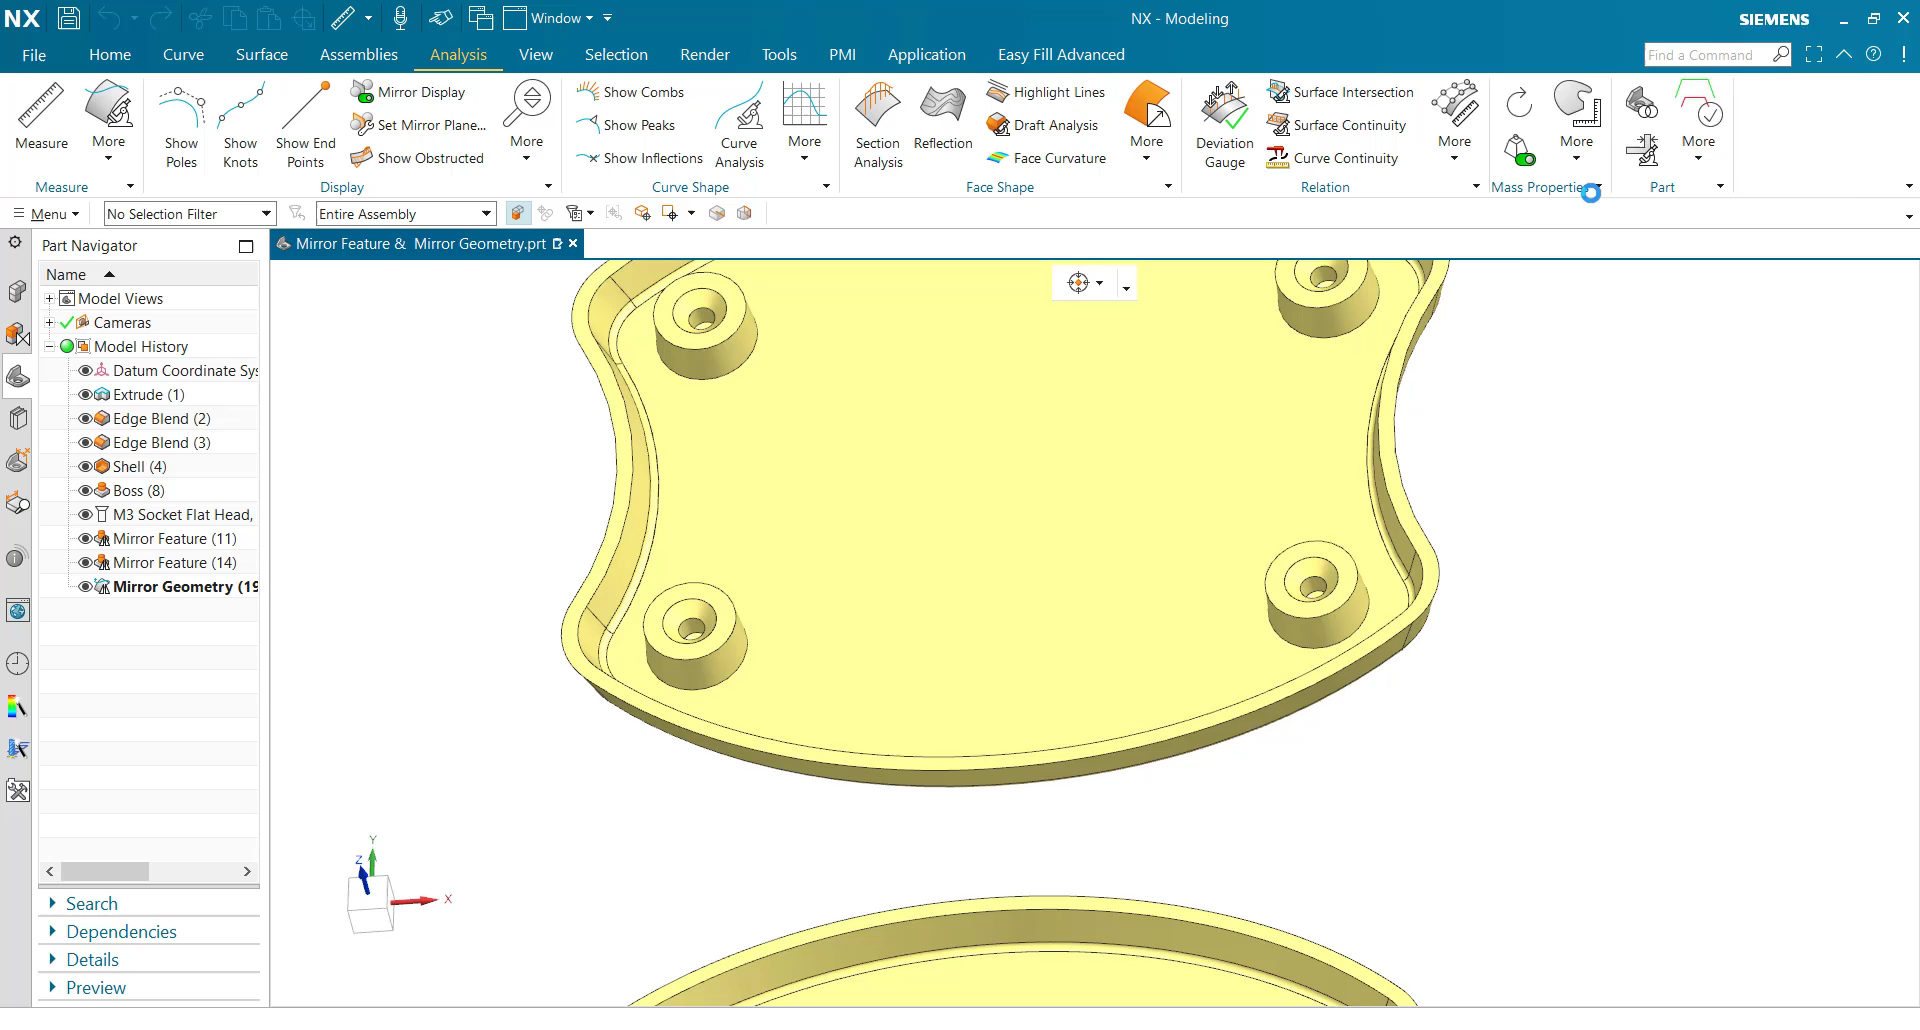 NX Window NX - Modeling SIEMENS
File Home Curve Surface Assemblies Analysis View Selection Render Tools PMI Application Easy Fill Advanced Find a Command
Measure
More
Show Poles
Show Knots
Show End Points
Mirror Display
Set Mirror Plane...
Show Obstructed
More
Show Combs
Show Peaks
Show Inflections
Curve Analysis
More
Section Analysis
Reflection
Highlight Lines
Draft Analysis
Face Curvature
More
Deviation Gauge
Surface Intersection
Surface Continuity
Curve Continuity
More
More
More
Measure Display Curve Shape Face Shape Relation Mass Properties Part
Menu No Selection Filter Entire Assembly
Part Navigator
Mirror Feature & Mirror Geometry.prt
Name
Model Views
Cameras
Model History
Datum Coordinate Sys
Extrude (1)
Edge Blend (2)
Edge Blend (3)
Shell (4)
Boss (8)
M3 Socket Flat Head,
Mirror Feature (11)
Mirror Feature (14)
Mirror Geometry (19
Y
Z
X
Search
Dependencies
Details
Preview